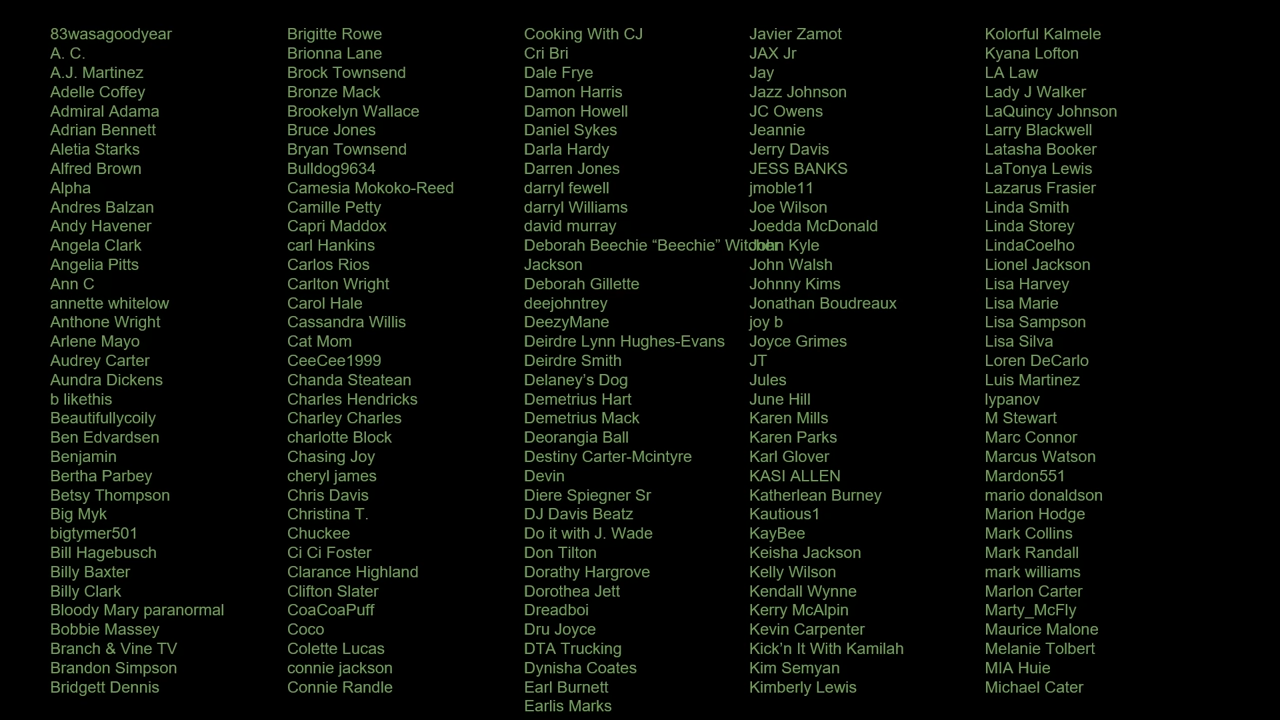 83wasagoodyear
A. C.
A.J. Martinez
Adelle Coffey
Admiral Adama
Adrian Bennett
Aletia Starks
Alfred Brown
Alpha
Andres Balzan
Andy Havener
Angela Clark
Angelia Pitts
Ann C
annette whitelow
Anthone Wright
Arlene Mayo
Audrey Carter
Aundra Dickens
b likethis
Beautifullycoily
Ben Edvardsen
Benjamin
Bertha Parbey
Betsy Thompson
Big Myk
bigtymer501
Bill Hagebusch
Billy Baxter
Billy Clark
Bloody Mary paranormal
Bobbie Massey
Branch & Vine TV
Brandon Simpson
Bridgett Dennis
Brigitte Rowe
Brionna Lane
Brock Townsend
Bronze Mack
Brookelyn Wallace
Bruce Jones
Bryan Townsend
Bulldog9634
Camesia Mokoko-Reed
Camille Petty
Capri Maddox
carl Hankins
Carlos Rios
Carlton Wright
Carol Hale
Cassandra Willis
Cat Mom
CeeCee1999
Chanda Steatean
Charles Hendricks
Charley Charles
charlotte Block
Chasing Joy
cheryl james
Chris Davis
Christina T.
Chuckee
Ci Ci Foster
Clarance Highland
Clifton Slater
CoaCoaPuff
Coco
Colette Lucas
connie jackson
Connie Randle
Cooking With CJ
Cri Bri
Dale Frye
Damon Harris
Damon Howell
Daniel Sykes
Darla Hardy
Darren Jones
darryl fewell
darryl Williams
david murray
Deborah Beechie “Beechie”
Jackson
Deborah Gillette
deejohntrey
DeezyMane
Deirdre Lynn Hughes-Evans
Deirdre Smith
Delaney’s Dog
Demetrius Hart
Demetrius Mack
Deorangia Ball
Destiny Carter-Mcintyre
Devin
Diere Spiegner Sr
DJ Davis Beatz
Do it with J. Wade
Don Tilton
Dorathy Hargrove
Dorothea Jett
Dreadboi
Dru Joyce
DTA Trucking
Dynisha Coates
Earl Burnett
Earlis Marks
Javier Zamot
JAX Jr
Jay
Jazz Johnson
JC Owens
Jeannie
Jerry Davis
JESS BANKS
jmoble11
Joe Wilson
Joedda McDonald
John Kyle
John Walsh
Johnny Kims
Jonathan Boudreaux
joy b
Joyce Grimes
JT
Jules
June Hill
Karen Mills
Karen Parks
Karl Glover
KASI ALLEN
Katherlean Burney
Kautious1
KayBee
Keisha Jackson
Kelly Wilson
Kendall Wynne
Kerry McAlpin
Kevin Carpenter
Kick’n It With Kamilah
Kim Semyan
Kimberly Lewis
Kolorful Kalmele
Kyana Lofton
LA Law
Lady J Walker
LaQuincy Johnson
Larry Blackwell
Latasha Booker
LaTonya Lewis
Lazarus Frasier
Linda Smith
Linda Storey
LindaCoelho
Lionel Jackson
Lisa Harvey
Lisa Marie
Lisa Sampson
Lisa Silva
Loren DeCarlo
Luis Martinez
lypanov
M Stewart
Marc Connor
Marcus Watson
Mardon551
mario donaldson
Marion Hodge
Mark Collins
Mark Randall
mark williams
Marlon Carter
Marty_McFly
Maurice Malone
Melanie Tolbert
MIA Huie
Michael Cater